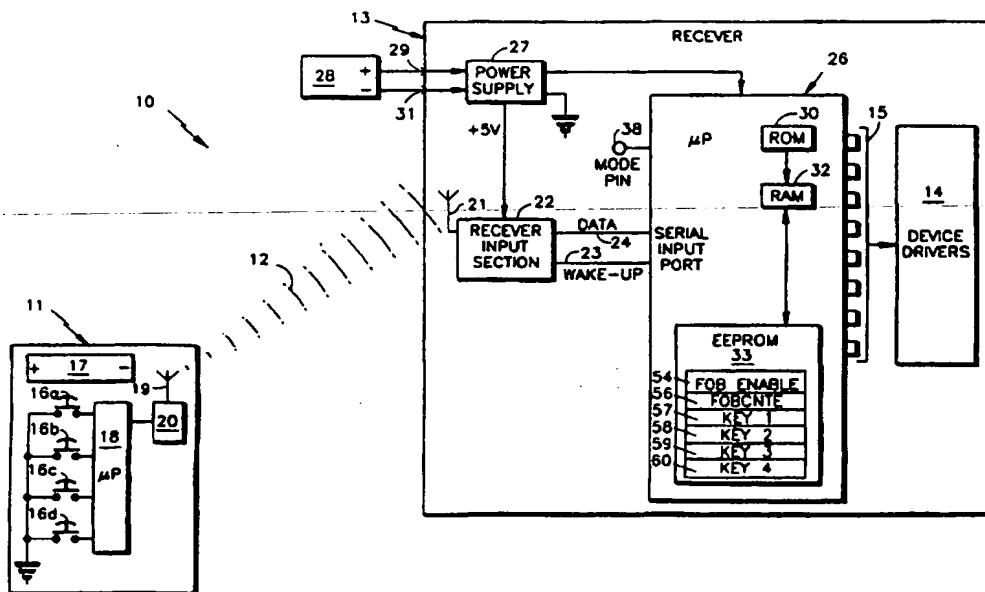 13
RECEVER
29
27
28
+
-
POWER
SUPPLY
26
31
10
+5V
38
MODE
PIN
µP
30
ROM
15
32
RAM
14
DEVICE
DRIVERS
21
22
RECEVER
INPUT
SECTION
DATA
24
23
WAKE-UP
SERIAL
INPUT
PORT
12
11
+
17
-
19
20
16a
16b
16c
16d
18
µP
EEPROM
33
54
FOB ENABLE
56
FOBCNTE
57
KEY 1
58
KEY 2
59
KEY 3
60
KEY 4